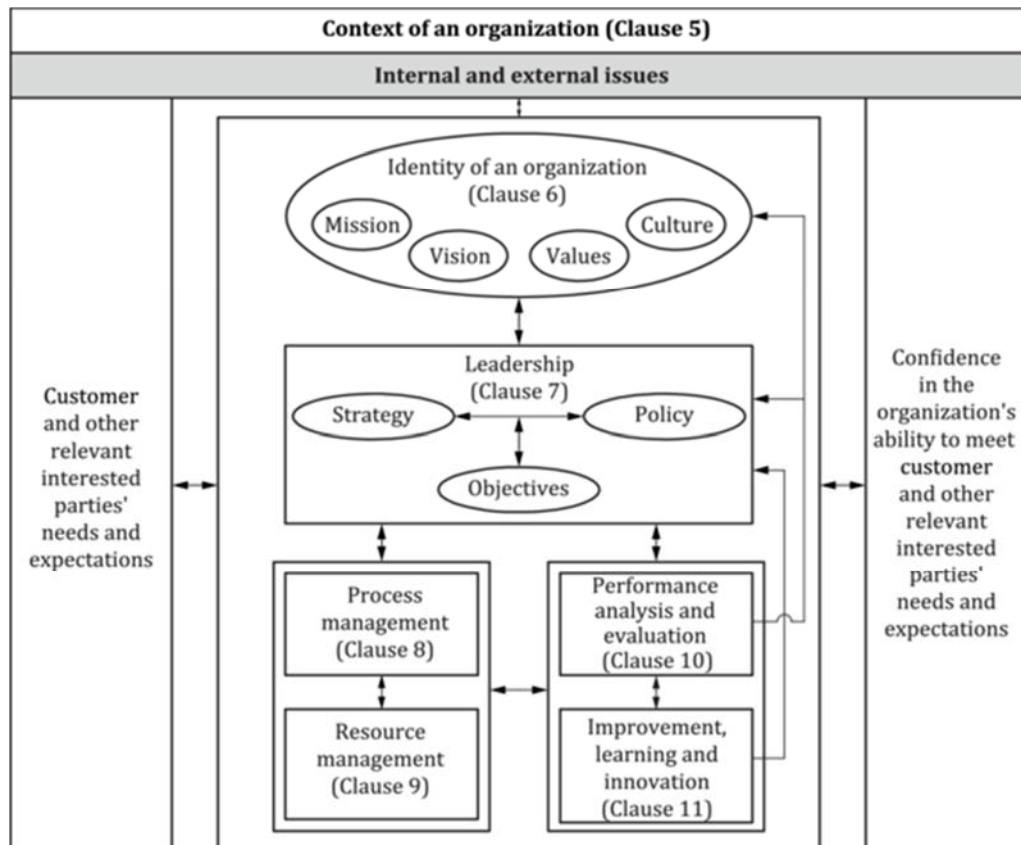 Context of an organization (Clause 5)
Internal and external issues
Customer
and other
relevant
interested
parties'
needs and
expectations
Identity of an organization
(Clause 6)
Mission
Vision
Values
Culture
Leadership
(Clause 7)
Strategy
Policy
Objectives
Process
management
(Clause 8)
Resource
management
(Clause 9)
Performance
analysis and
evaluation
(Clause 10)
Improvement,
learning and
innovation
(Clause 11)
Confidence
in the
organization's
ability to meet
customer
and other
relevant
interested
parties'
needs and
expectations